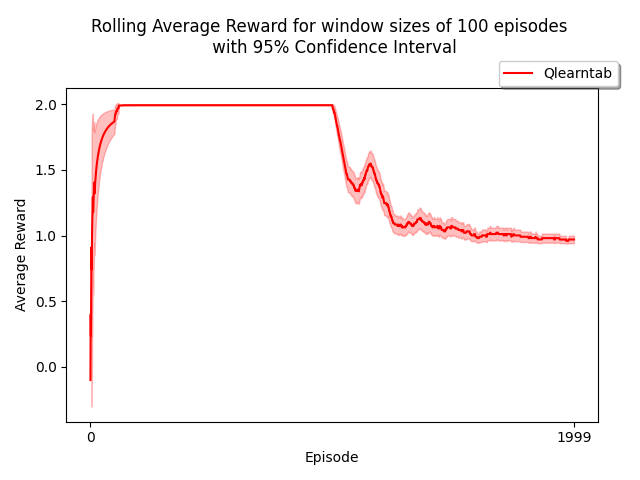 Rolling Average Reward for window sizes of 100 episodes
with 95% Confidence Interval
Qlearntab
2.0
1.5
1.0
0.5
0.0
Average Reward
0
1999
Episode